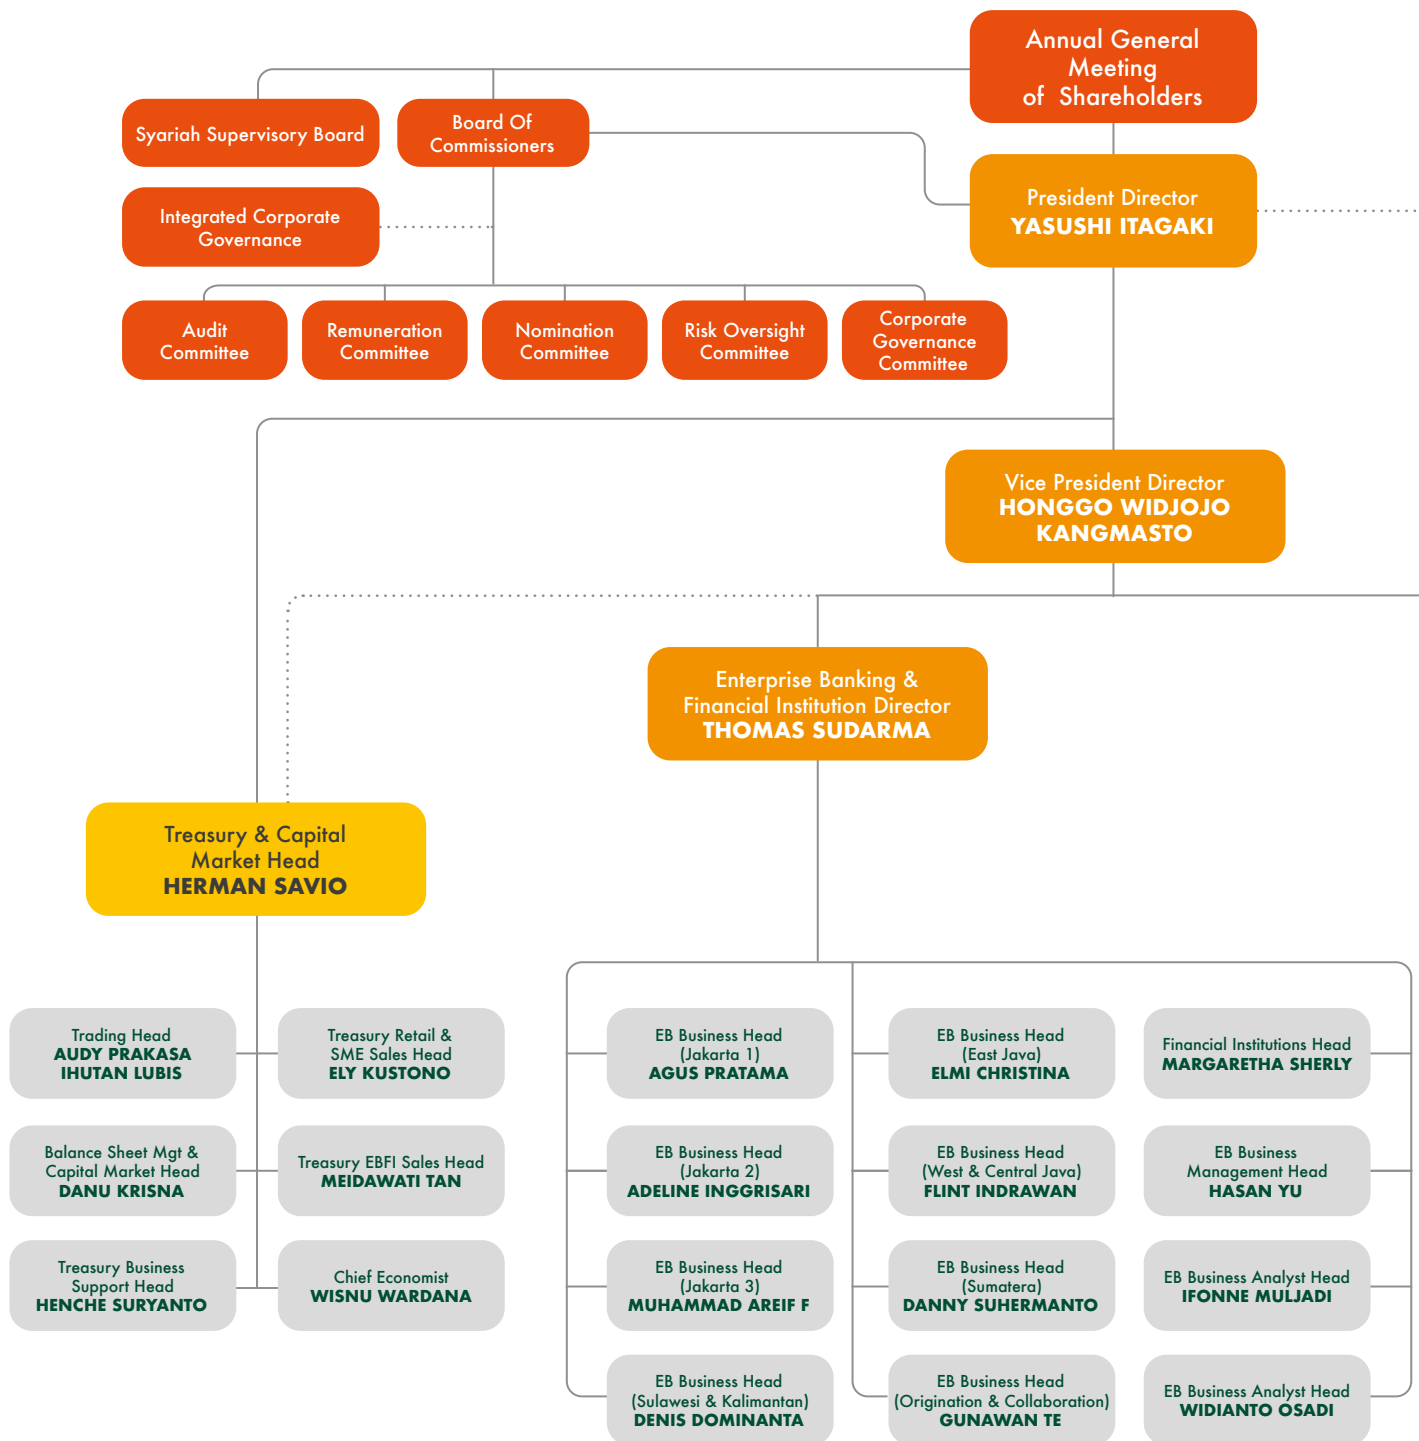 Annual General
Meeting
of Shareholders
Syariah Supervisory Board
Board Of
Commissioners
Integrated Corporate
Governance
President Director
YASUSHI ITAGAKI
Audit
Committee
Remuneration
Committee
Nomination
Committee
Risk Oversight
Committee
Corporate
Governance
Committee
Vice President Director
HONGGO WIDJOJO
KANGMASTO
Enterprise Banking &
Financial Institution Director
THOMAS SUDARMA
Treasury & Capital
Market Head
HERMAN SAVIO
Trading Head
AUDY PRAKASA
IHUTAN LUBIS
Treasury Retail &
SME Sales Head
ELY KUSTONO
Balance Sheet Mgt &
Capital Market Head
DANU KRISNA
Treasury EBFI Sales Head
MEIDAWATI TAN
Treasury Business
Support Head
HENCHE SURYANTO
Chief Economist
WISNU WARDANA
EB Business Head
(Jakarta 1)
AGUS PRATAMA
EB Business Head
(East Java)
ELMI CHRISTINA
Financial Institutions Head
MARGARETHA SHERLY
EB Business Head
(Jakarta 2)
ADELINE INGGRISARI
EB Business Head
(West & Central Java)
FLINT INDRAWAN
EB Business
Management Head
HASAN YU
EB Business Head
(Jakarta 3)
MUHAMMAD AREIF F
EB Business Head
(Sumatera)
DANNY SUHERMANTO
EB Business Analyst Head
IFONNE MULJADI
EB Business Head
(Sulawesi & Kalimantan)
DENIS DOMINANTA
EB Business Head
(Origination & Collaboration)
GUNAWAN TE
EB Business Analyst Head
WIDIANTO OSADI